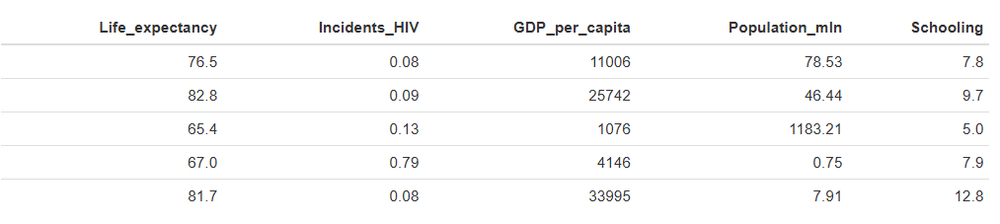 Life_expectancy Incidents_HIV GDP_per_capita Population_mln Schooling
76.5 0.08 11006 78.53 7.8
82.8 0.09 25742 46.44 9.7
65.4 0.13 1076 1183.21 5.0
67.0 0.79 4146 0.75 7.9
81.7 0.08 33995 7.91 12.8